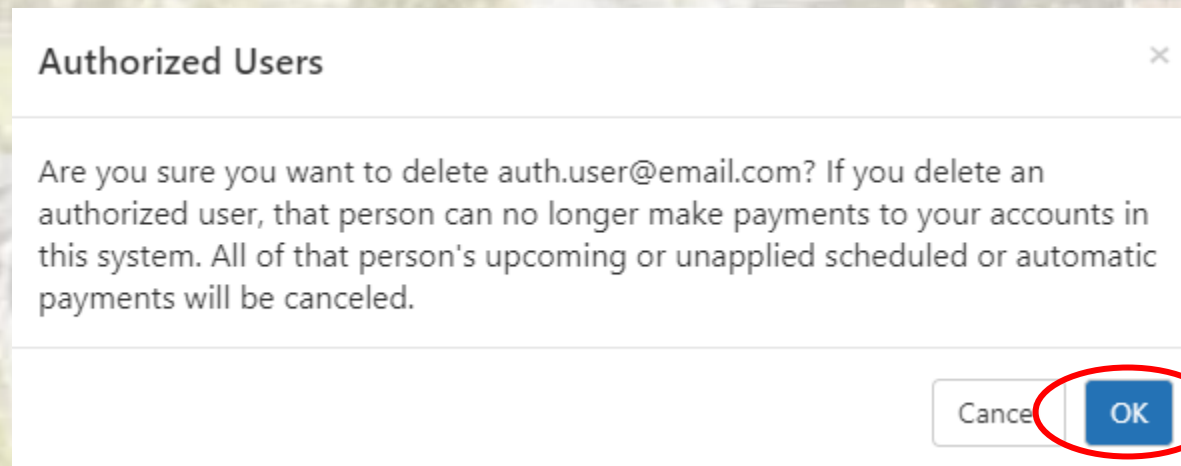 Authorized Users ×
Are you sure you want to delete auth.user@email.com? If you delete an
authorized user, that person can no longer make payments to your accounts in
this system. All of that person's upcoming or unapplied scheduled or automatic
payments will be canceled.
Cancel OK